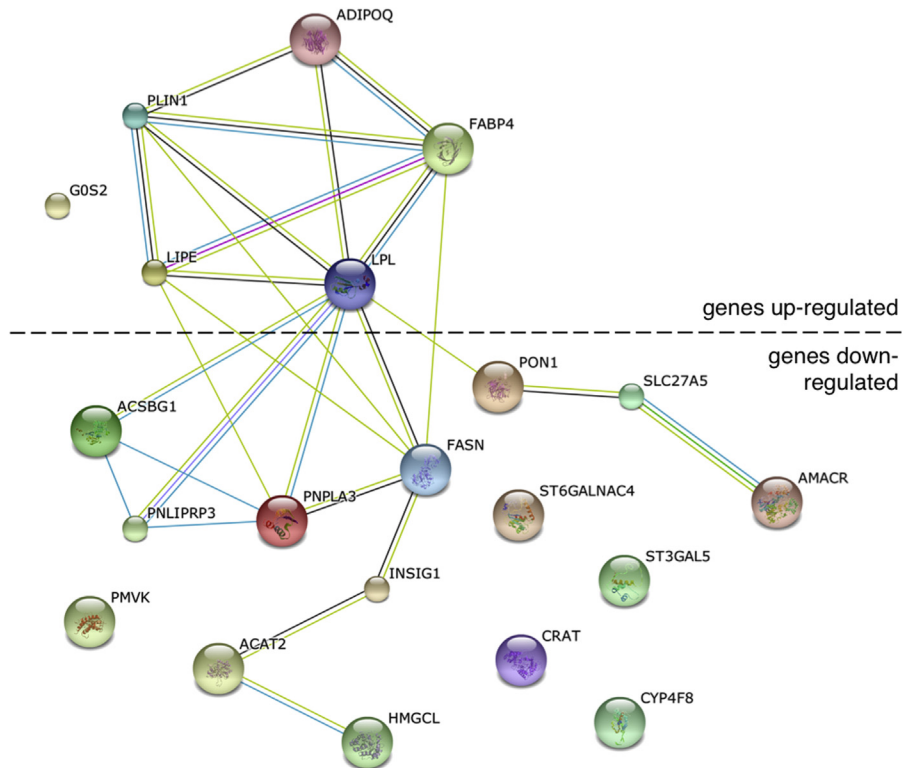 ADIPOQ
PLIN1
FABP4
G0S2
LIPE
LPL
genes up-regulated
genes down-
regulated
PON1
SLC27A5
ACSBG1
FASN
AMACR
PNPLA3
ST6GALNAC4
PNLIPRP3
ST3GAL5
INSIG1
PMVK
CRAT
ACAT2
CYP4F8
HMGCL